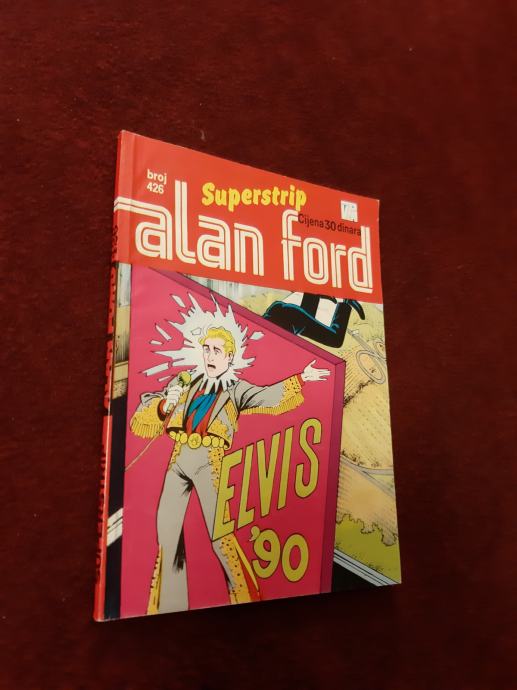 broj
426
Superstrip
Cijena 30 dinara
alan ford
ELVIS
'90